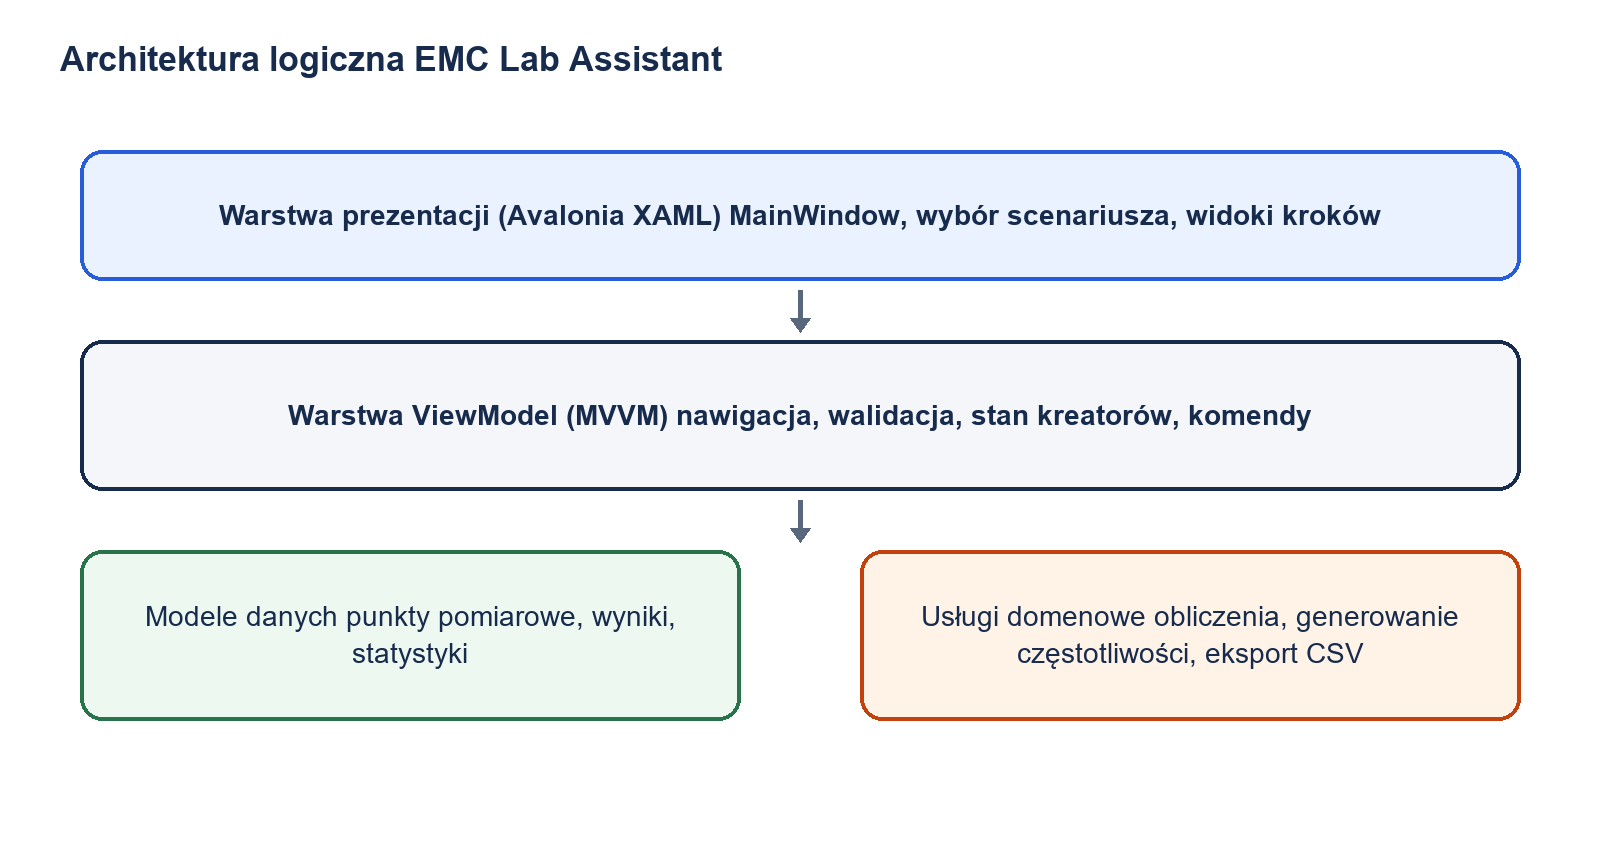 Architektura logiczna EMC Lab Assistant
Warstwa prezentacji (Avalonia XAML) MainWindow, wybór scenariusza, widoki kroków
Warstwa ViewModel (MVVM) nawigacja, walidacja, stan kreatorów, komendy
Modele danych punkty pomiarowe, wyniki,
statystyki
Usługi domenowe obliczenia, generowanie
częstotliwości, eksport CSV